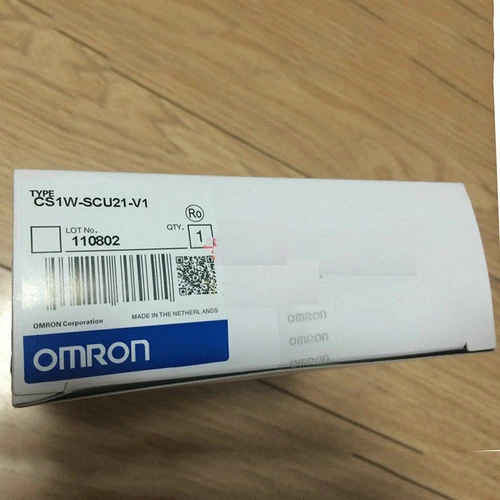 TYPE
CS1W-SCU21-V1
Ro
LOT No.
110802
QTY.
1
OMRON Corporation
MADE IN THE NETHERLANDS
OMRON
OMRON
OMRON
OMRON